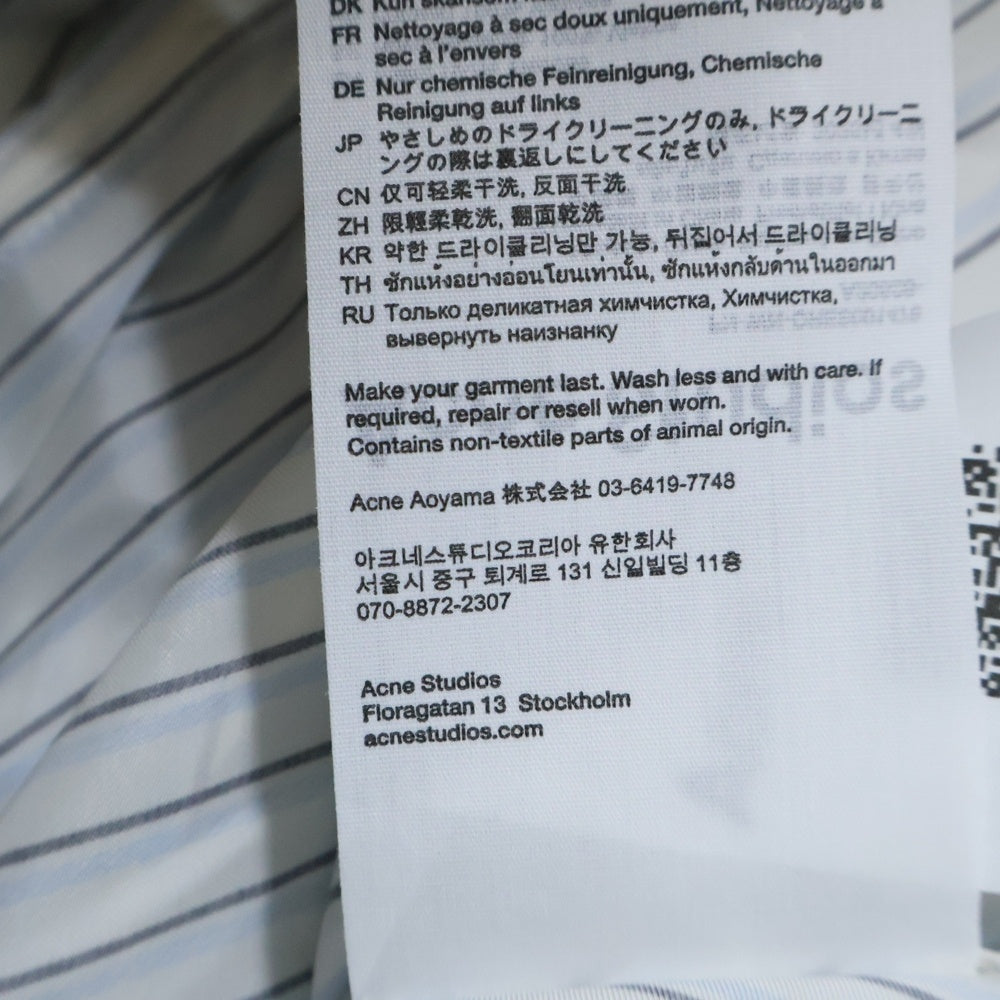 DK Kun skånsom
FR Nettoyage à sec doux uniquement, Nettoyage à
sec à l'envers
DE Nur chemische Feinreinigung, Chemische
Reinigung auf links
JP やさしめのドライクリーニングのみ, ドライクリーニ
ングの際は裏返しにしてください
CN 仅可轻柔干洗, 反面干洗
ZH 限輕柔乾洗, 翻面乾洗
KR 약한 드라이클리닝만 가능, 뒤집어서 드라이클리닝
TH ซักแห้งอย่างอ่อนโยนเท่านั้น, ซักแห้งกลับด้านในออกมา
RU Только деликатная химчистка, Химчистка,
вывернуть наизнанку
Make your garment last. Wash less and with care. If
required, repair or resell when worn.
Contains non-textile parts of animal origin.
Acne Aoyama 株式会社 03-6419-7748
아크네스튜디오코리아 유한회사
서울시 중구 퇴계로 131 신일빌딩 11층
070-8872-2307
Acne Studios
Floragatan 13 Stockholm
acnestudios.com